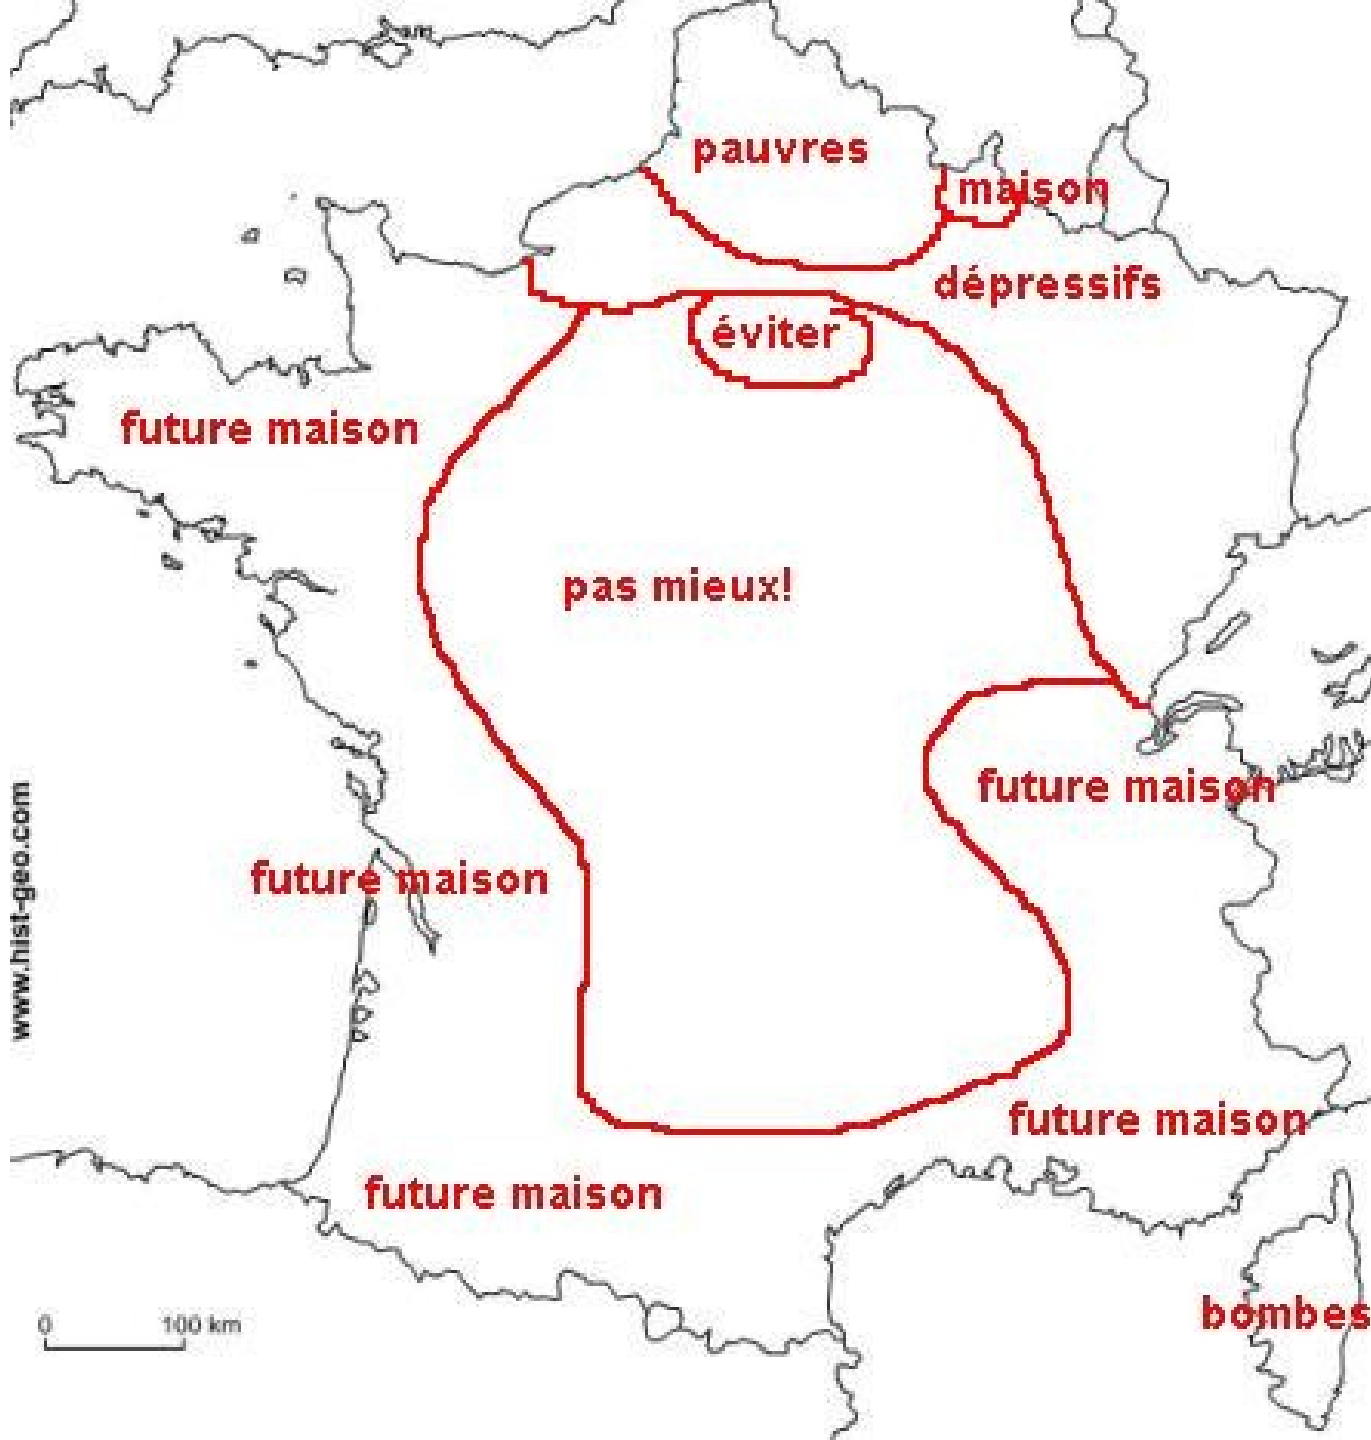 pauvres
maison
dépressifs
éviter
future maison
pas mieux!
future maison
future maison
www.hist-geo.com
future maison
future maison
bombes
0 100 km